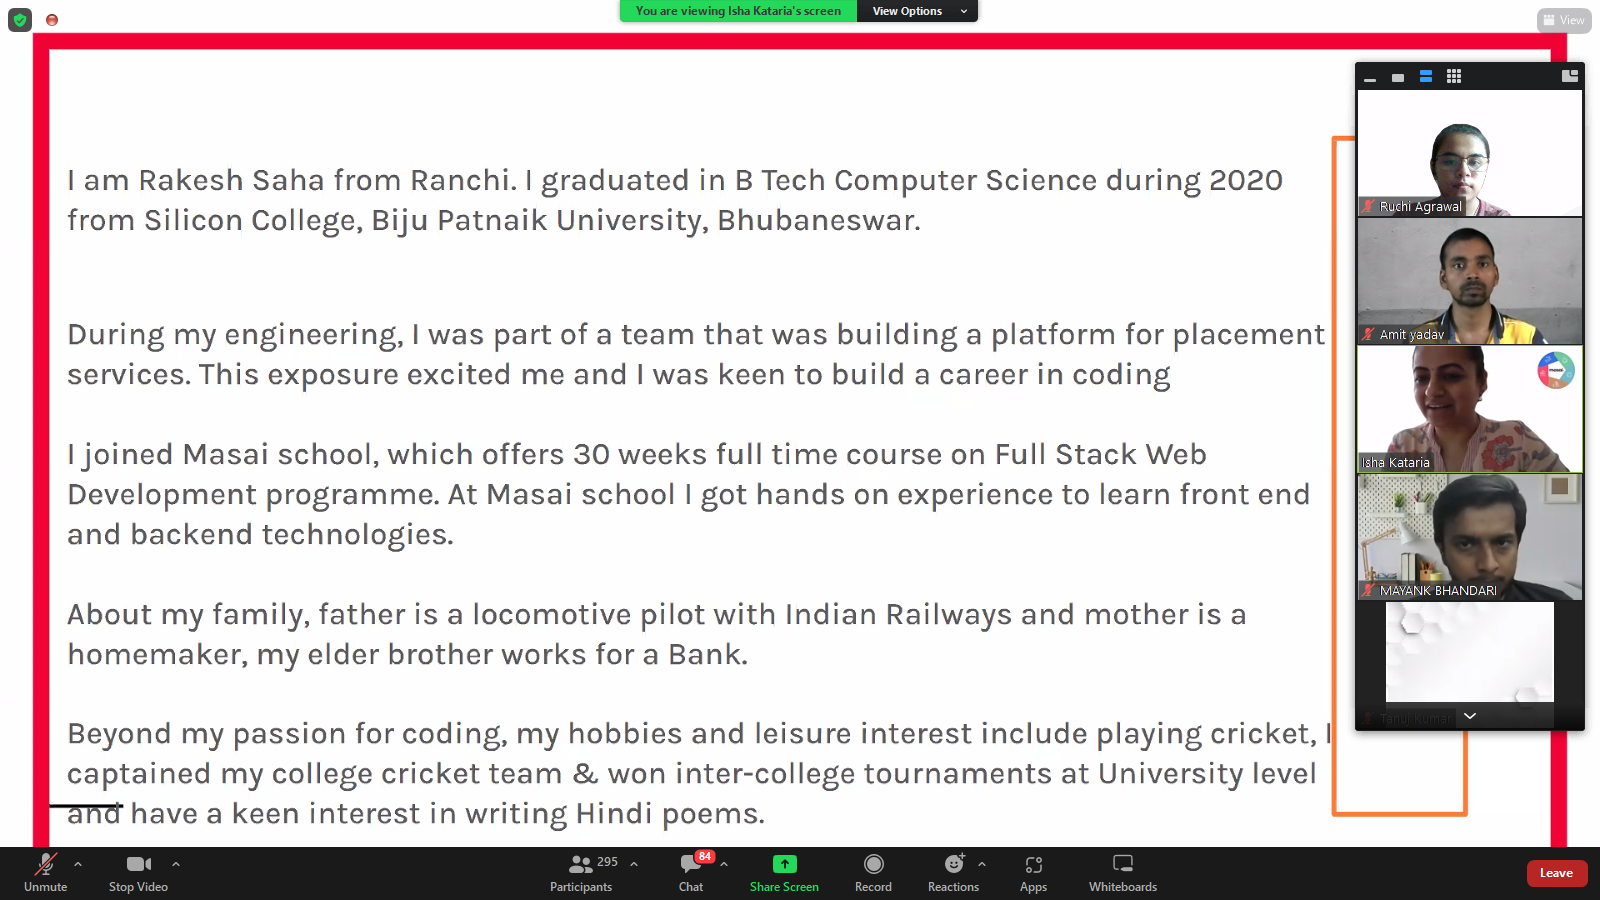 You are viewing Isha Kataria's screen
View Options
View
I am Rakesh Saha from Ranchi. I graduated in B Tech Computer Science during 2020
from Silicon College, Biju Patnaik University, Bhubaneswar.
During my engineering, I was part of a team that was building a platform for placement
services. This exposure excited me and I was keen to build a career in coding
I joined Masai school, which offers 30 weeks full time course on Full Stack Web
Development programme. At Masai school I got hands on experience to learn front end
and backend technologies.
About my family, father is a locomotive pilot with Indian Railways and mother is a
homemaker, my elder brother works for a Bank.
Beyond my passion for coding, my hobbies and leisure interest include playing cricket, I
captained my college cricket team & won inter-college tournaments at University level
and have a keen interest in writing Hindi poems.
Ruchi Agrawal
Amit yadav
Isha Kataria
MAYANK BHANDARI
Tanuj Kumar
Unmute
Stop Video
295
Participants
84
Chat
Share Screen
Record
Reactions
Apps
Whiteboards
Leave